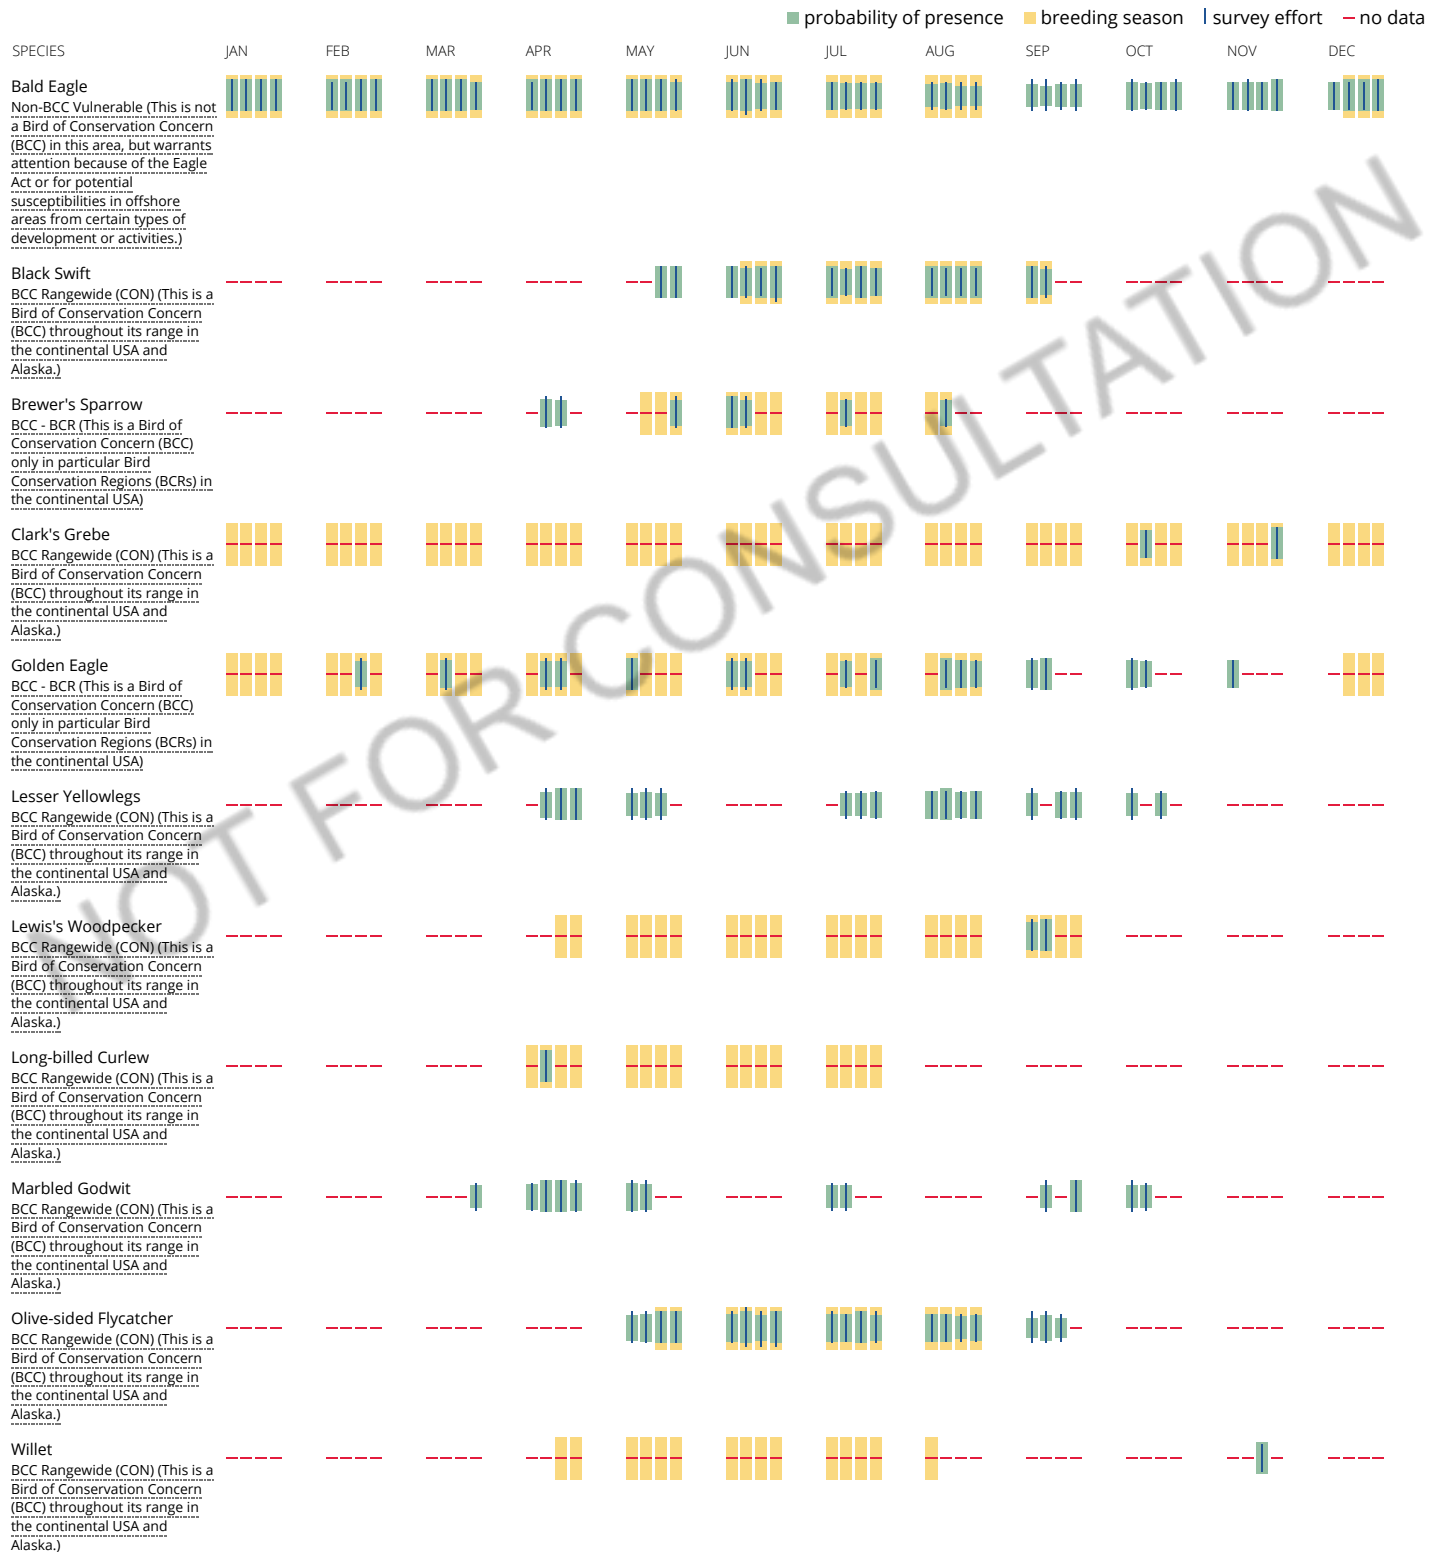 probability of presence breeding season survey effort no data
SPECIES JAN FEB MAR APR MAY JUN JUL AUG SEP OCT NOV DEC
Bald Eagle
Non-BCC Vulnerable (This is not
a Bird of Conservation Concern
(BCC) in this area, but warrants
attention because of the Eagle
Act or for potential
susceptibilities in offshore
areas from certain types of
development or activities.)
Black Swift
BCC Rangewide (CON) (This is a
Bird of Conservation Concern
(BCC) throughout its range in
the continental USA and
Alaska.)
Brewer's Sparrow
BCC - BCR (This is a Bird of
Conservation Concern (BCC)
only in particular Bird
Conservation Regions (BCRs) in
the continental USA)
Clark's Grebe
BCC Rangewide (CON) (This is a
Bird of Conservation Concern
(BCC) throughout its range in
the continental USA and
Alaska.)
Golden Eagle
BCC - BCR (This is a Bird of
Conservation Concern (BCC)
only in particular Bird
Conservation Regions (BCRs) in
the continental USA)
Lesser Yellowlegs
BCC Rangewide (CON) (This is a
Bird of Conservation Concern
(BCC) throughout its range in
the continental USA and
Alaska.)
Lewis's Woodpecker
BCC Rangewide (CON) (This is a
Bird of Conservation Concern
(BCC) throughout its range in
the continental USA and
Alaska.)
Long-billed Curlew
BCC Rangewide (CON) (This is a
Bird of Conservation Concern
(BCC) throughout its range in
the continental USA and
Alaska.)
Marbled Godwit
BCC Rangewide (CON) (This is a
Bird of Conservation Concern
(BCC) throughout its range in
the continental USA and
Alaska.)
Olive-sided Flycatcher
BCC Rangewide (CON) (This is a
Bird of Conservation Concern
(BCC) throughout its range in
the continental USA and
Alaska.)
Willet
BCC Rangewide (CON) (This is a
Bird of Conservation Concern
(BCC) throughout its range in
the continental USA and
Alaska.)
NOT FOR CONSULTATION